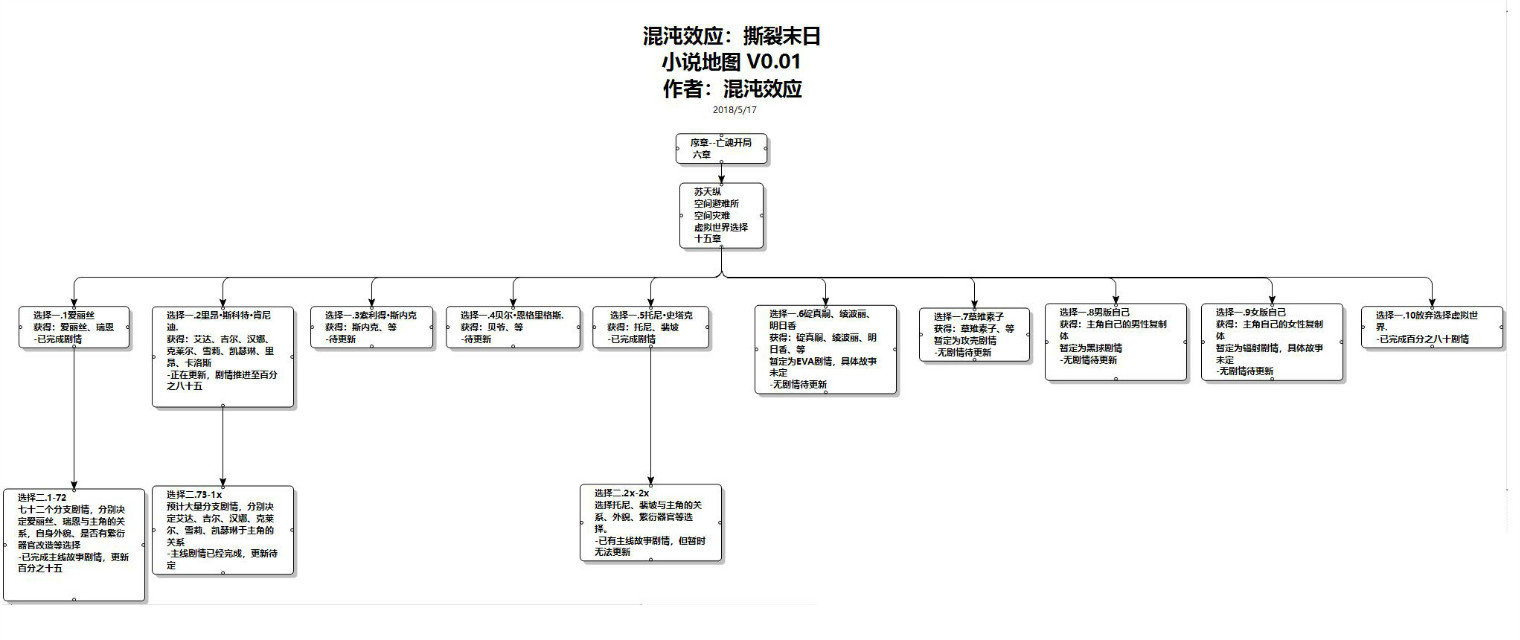 混沌效应：撕裂末日
小说地图 V0.01
作者：混沌效应
2018/5/17
席章--亡魂开局
六章
苏天纵
空间避难所
空间灾难
虚拟世界选择
十五章
选择一.1爱丽丝
获得：爱丽丝、瑞恩
-已完成剧情
选择一.2里昂•斯科特•肯尼
迪.
获得：艾达、吉尔、汉娜、
克莱尔、雪莉、凯瑟琳、里
昂、卡洛斯
-正在更新，剧情推进至百分
之八十五
选择一.3索利得•斯内克
获得：斯内克、等
-待更新
选择一.4贝尔•恩格里格斯.
获得：贝爷、等
-待更新
选择一.5托尼•史塔克
获得：托尼、翡坡
-已完成剧情
选择一.6碇真嗣、绫波丽、
明日香
获得：碇真嗣、绫波丽、明
日香、等
暂定为EVA剧情，具体故事
未定
-无剧情待更新
选择一.7草雉素子
获得：草雉素子、等
暂定为攻壳剧情
-无剧情待更新
选择一.8男版自己
获得：主角自己的男性复制
体
暂定为黑球剧情
-无剧情待更新
选择一.9女版自己
获得：主角自己的女性复制
体
暂定为辐射剧情，具体故事
未定
-无剧情待更新
选择一.10放弃选择虚拟世
界.
-已完成百分之八十剧情
选择二.1-72
七十二个分支剧情，分别决
定爱丽丝、瑞恩与主角的关
系，自身外貌、是否有繁衍
器官改造等选择
-已完成主线故事剧情，更新
百分之十五
选择二.73-1x
预计大量分支剧情，分别决
定艾达、吉尔、汉娜、克莱
尔、雪莉、凯瑟琳于主角的
关系
-主线剧情已经完成，更新待
定
选择二.2x-2x
选择托尼、翡坡与主角的关
系、外貌、繁衍器官等选
择。
-已有主线故事剧情，但暂时
无法更新